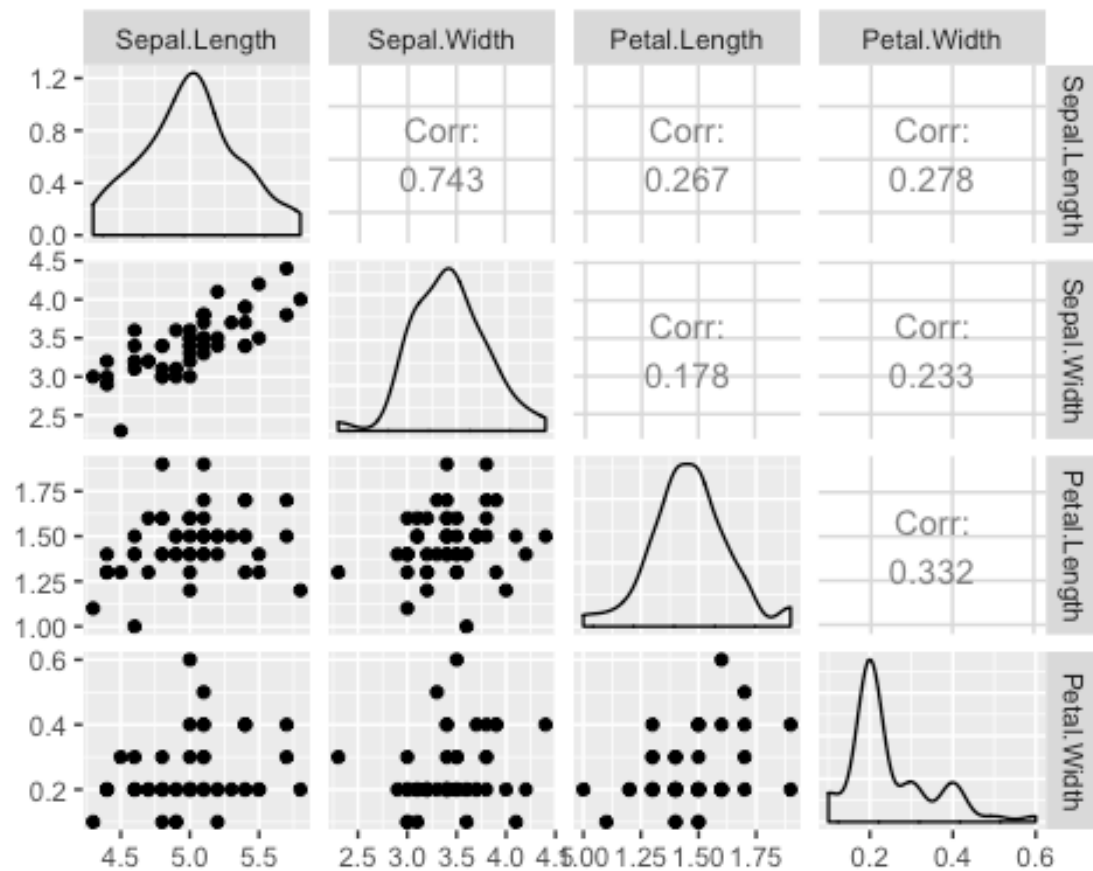 Sepal.Length Sepal.Width Petal.Length Petal.Width
1.2
0.8
0.4
0.0
Corr:
0.743
Corr:
0.267
Corr:
0.278
Sepal.Length
4.5
4.0
3.5
3.0
2.5
Corr:
0.178
Corr:
0.233
Sepal.Width
1.75
1.50
1.25
1.00
Corr:
0.332
Petal.Length
0.6
0.4
0.2
Petal.Width
4.5 5.0 5.5 2.5 3.0 3.5 4.0 4.5 1.00 1.25 1.50 1.75 0.2 0.4 0.6